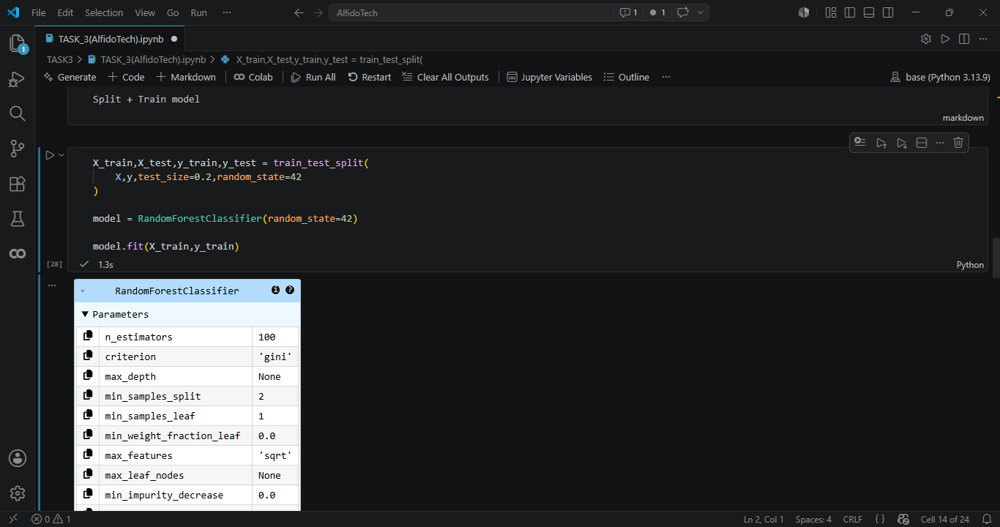 File Edit Selection View Go Run ··· AlfidoTech 1 1
TASK_3(AlfidoTech).ipynb
1
TASK3 > TASK_3(AlfidoTech).ipynb > X_train,X_test,y_train,y_test = train_test_split(
Generate + Code + Markdown Colab Run All Restart Clear All Outputs Jupyter Variables Outline ··· base (Python 3.13.9)
Split + Train model
markdown
X_train,X_test,y_train,y_test = train_test_split(
X,y,test_size=0.2,random_state=42
)
model = RandomForestClassifier(random_state=42)
model.fit(X_train,y_train)
[28] 1.3s Python
RandomForestClassifier i ?
Parameters
n_estimators 100
criterion 'gini'
max_depth None
min_samples_split 2
min_samples_leaf 1
min_weight_fraction_leaf 0.0
max_features 'sqrt'
max_leaf_nodes None
min_impurity_decrease 0.0
0 1 Ln 2, Col 1 Spaces: 4 CRLF { } Cell 14 of 24